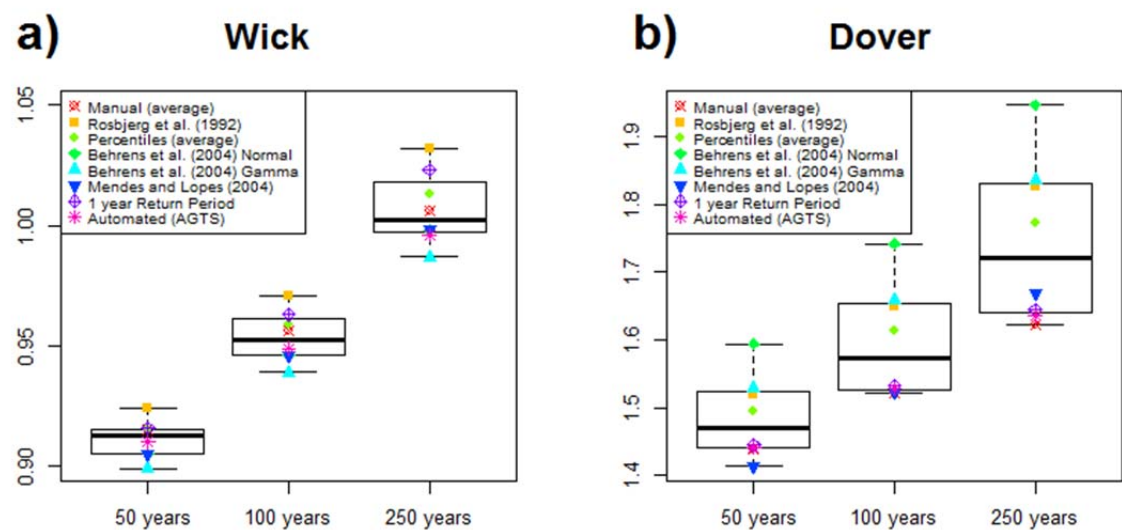 a) Wick
1.05
1.00
0.95
0.90
Manual (average)
Rosbjerg et al. (1992)
Percentiles (average)
Behrens et al. (2004) Normal
Behrens et al. (2004) Gamma
Mendes and Lopes (2004)
1 year Return Period
Automated (AGTS)
50 years 100 years 250 years
b) Dover
1.9
1.8
1.7
1.6
1.5
1.4
Manual (average)
Rosbjerg et al. (1992)
Percentiles (average)
Behrens et al. (2004) Normal
Behrens et al. (2004) Gamma
Mendes and Lopes (2004)
1 year Return Period
Automated (AGTS)
50 years 100 years 250 years